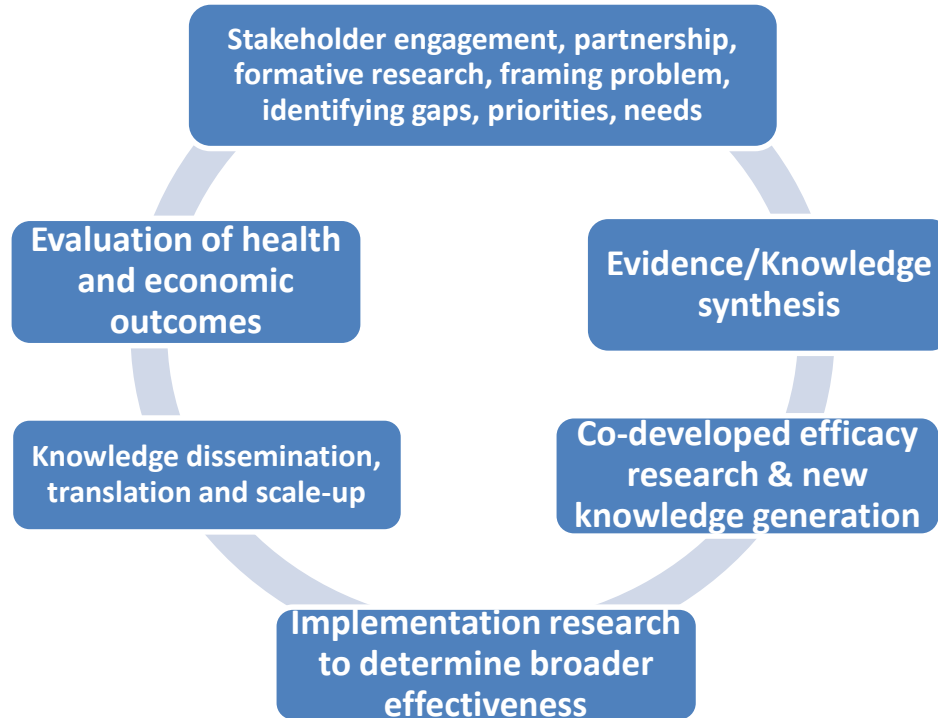 Stakeholder engagement, partnership,
formative research, framing problem,
identifying gaps, priorities, needs
Evidence/Knowledge
synthesis
Co-developed efficacy
research & new
knowledge generation
Implementation research
to determine broader
effectiveness
Knowledge dissemination,
translation and scale-up
Evaluation of health
and economic
outcomes